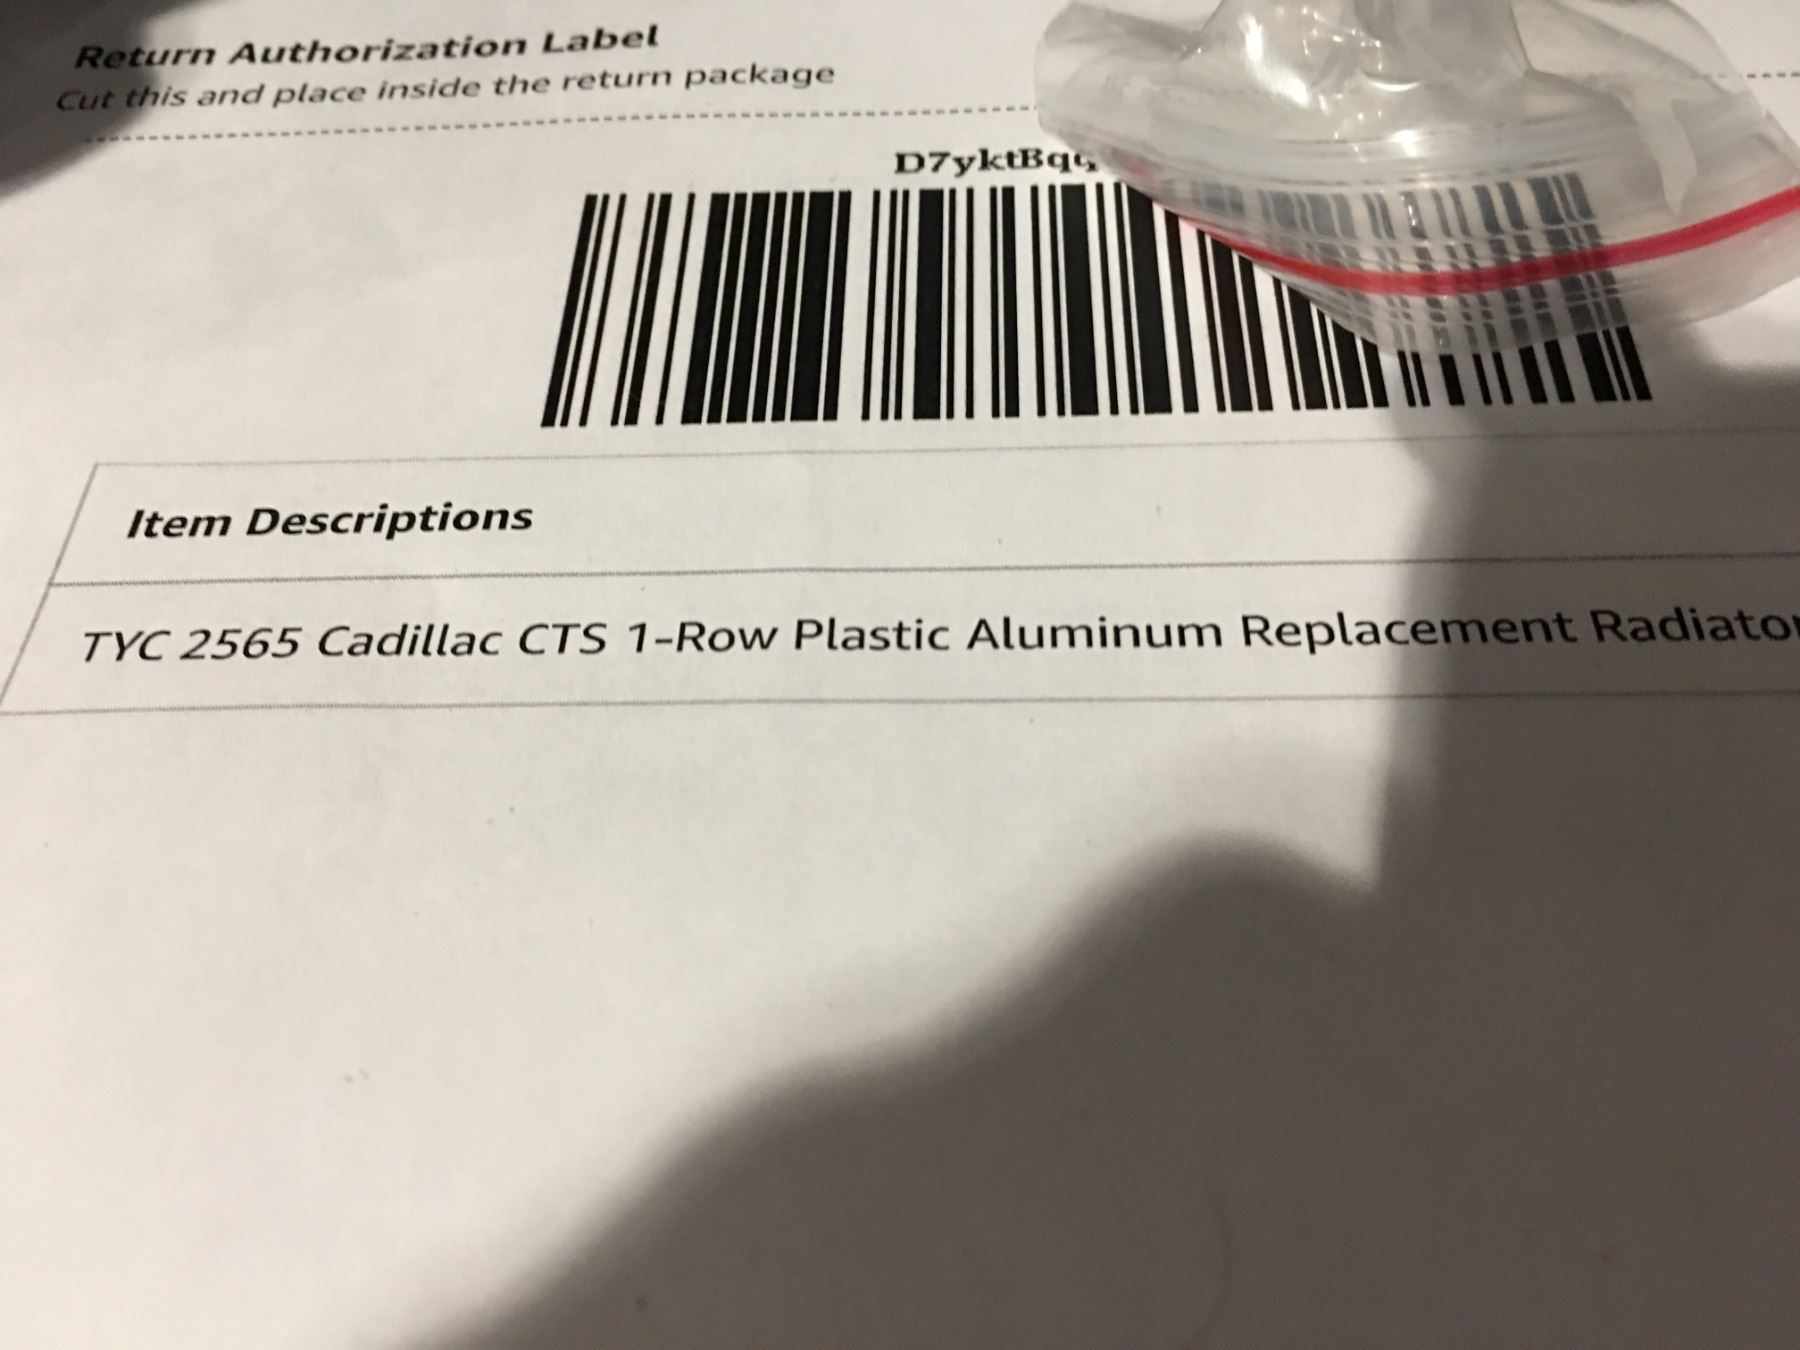 Return Authorization Label
Cut this and place inside the return package
Item Descriptions
TYC 2565 Cadillac CTS 1-Row Plastic Aluminum Replacement Radiator